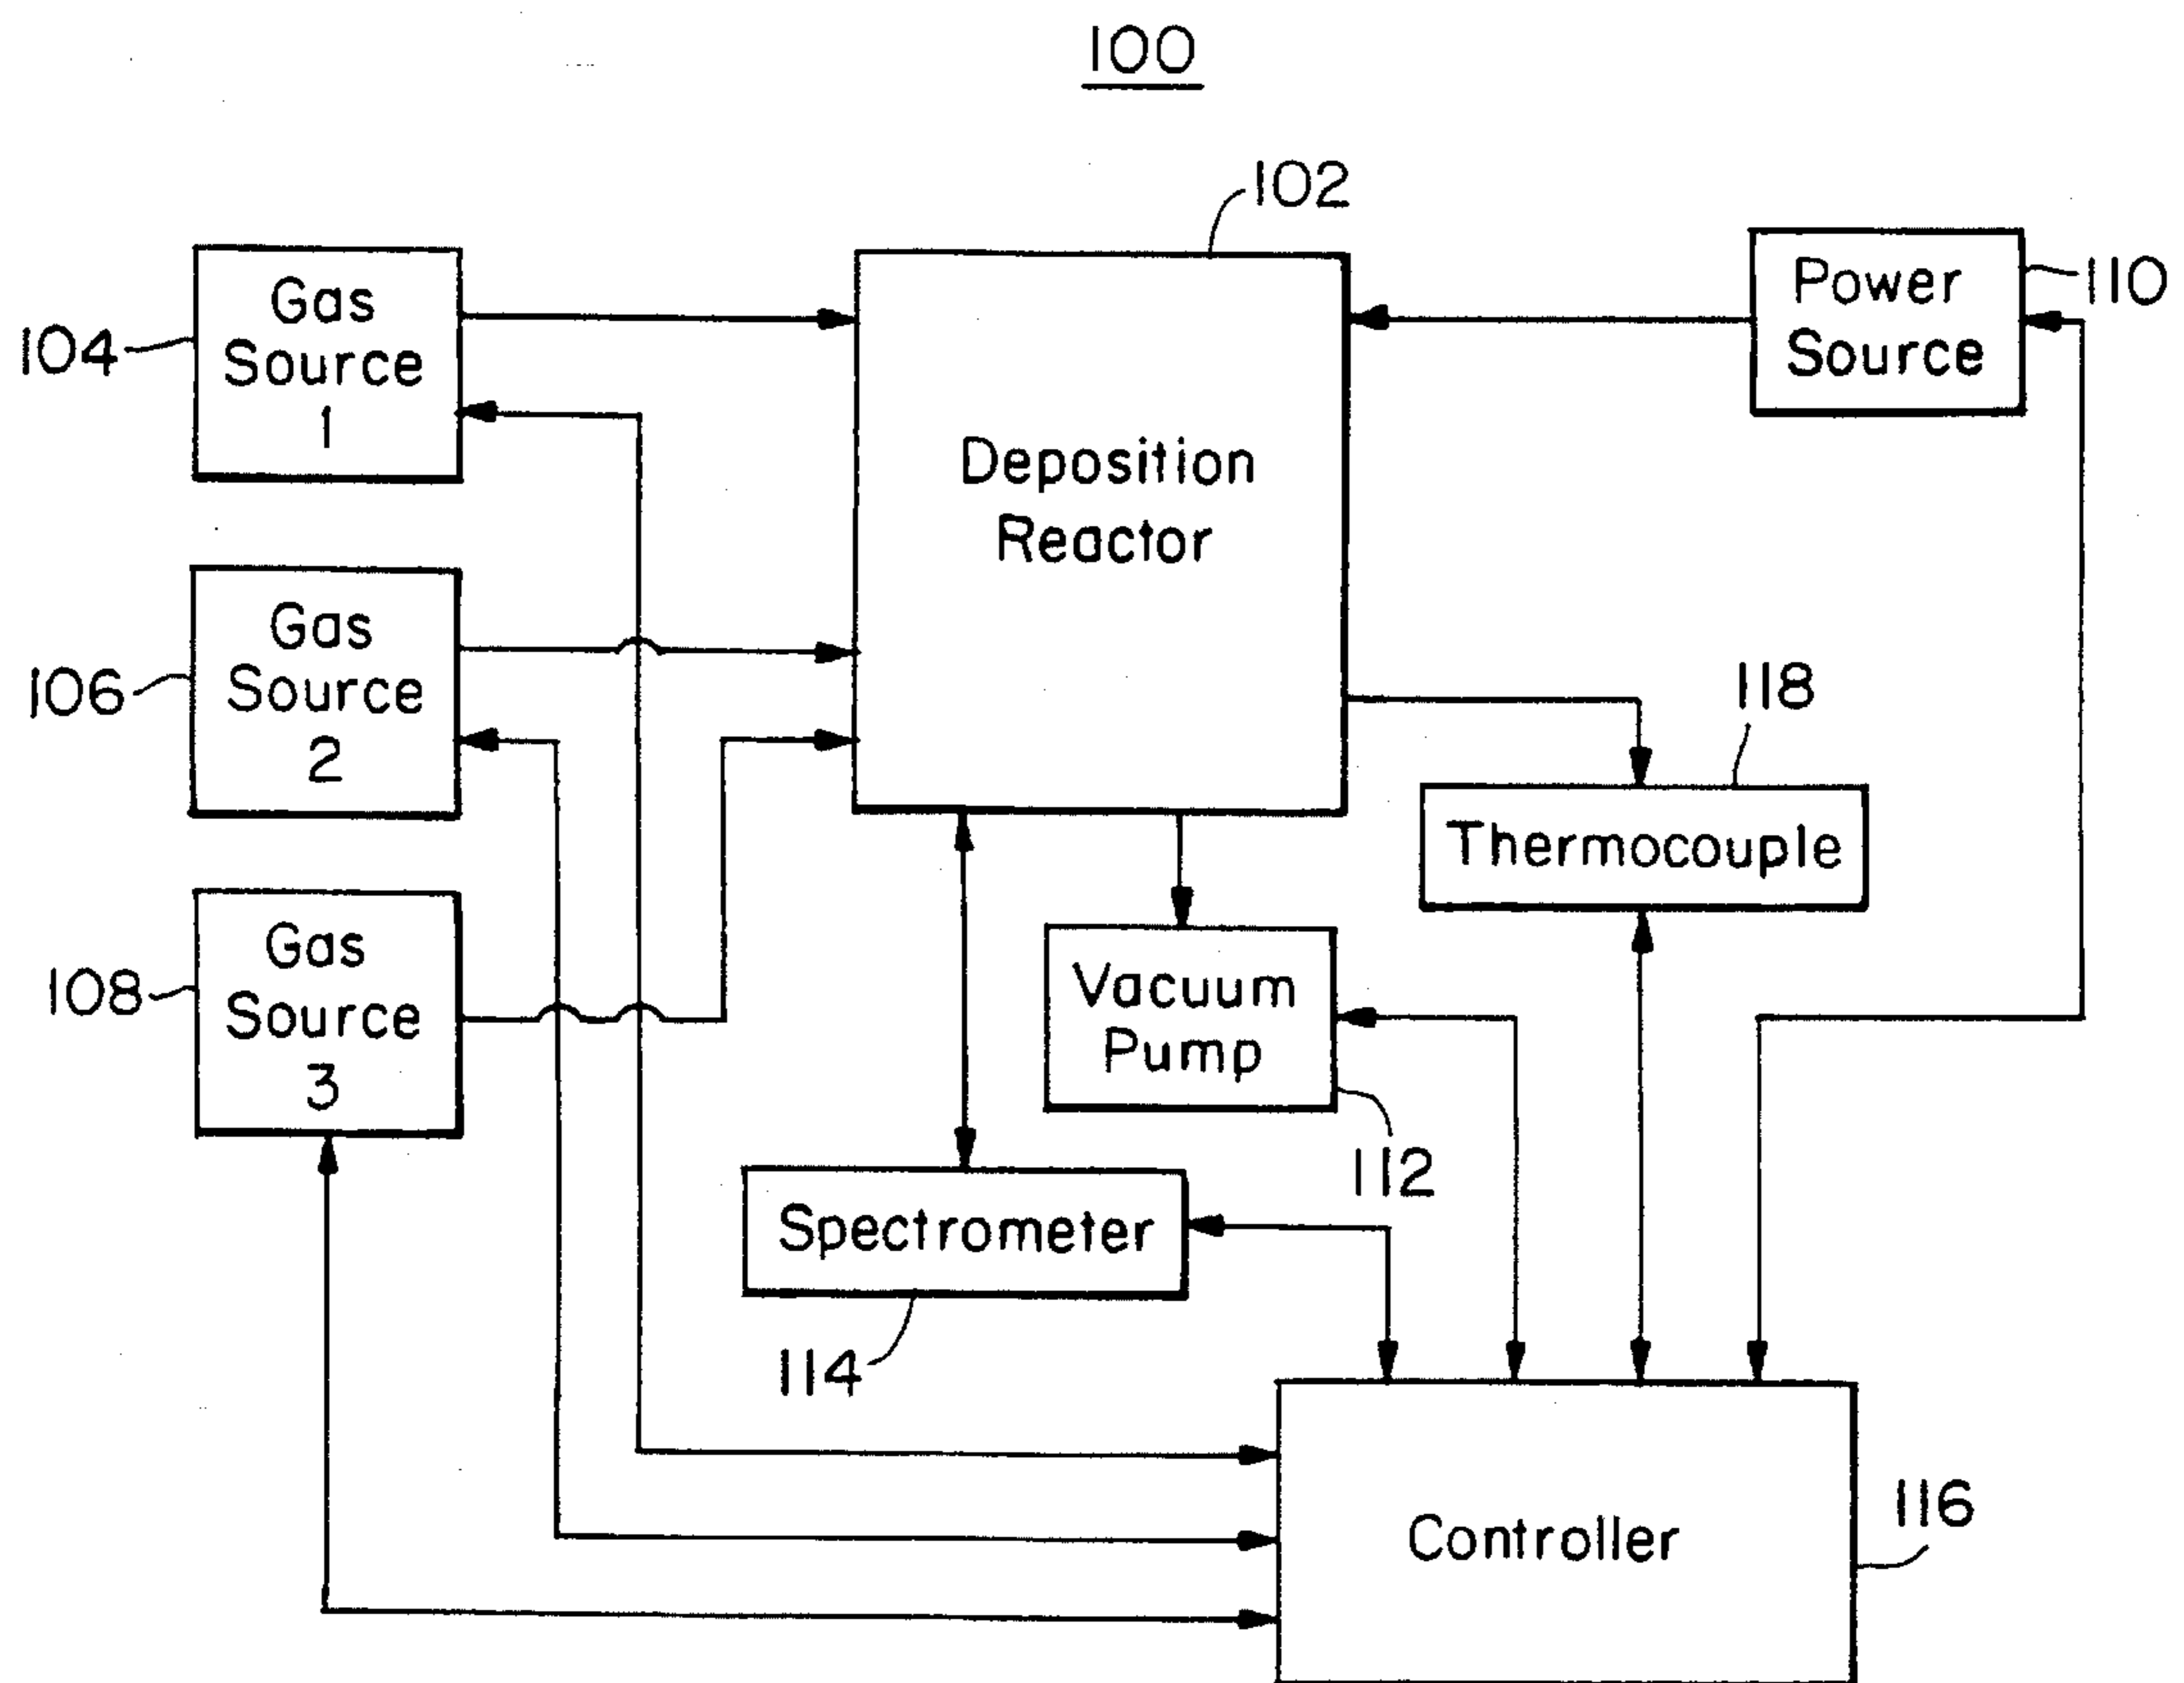 100
102
Gas
Source
1
104
Deposition
Reactor
Power
Source
110
Gas
Source
2
106
118
Thermocouple
Gas
Source
3
108
Vacuum
Pump
112
Spectrometer
114
Controller
116